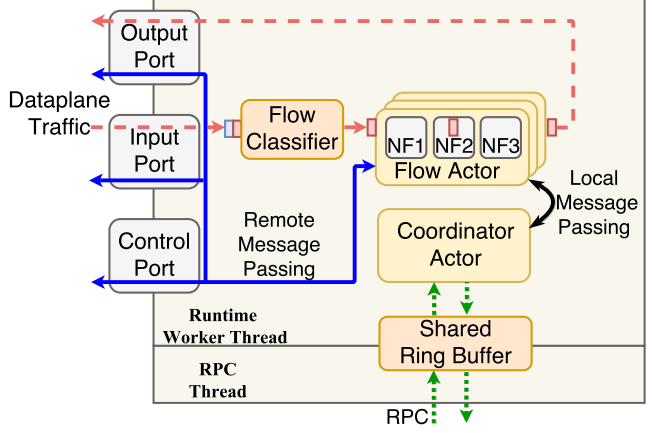 Output
Port
Dataplane
Traffic
Input
Port
Flow
Classifier
NF1
NF2
NF3
Flow Actor
Local
Message
Passing
Control
Port
Remote
Message
Passing
Coordinator
Actor
Runtime
Worker Thread
Shared
Ring Buffer
RPC
Thread
RPC